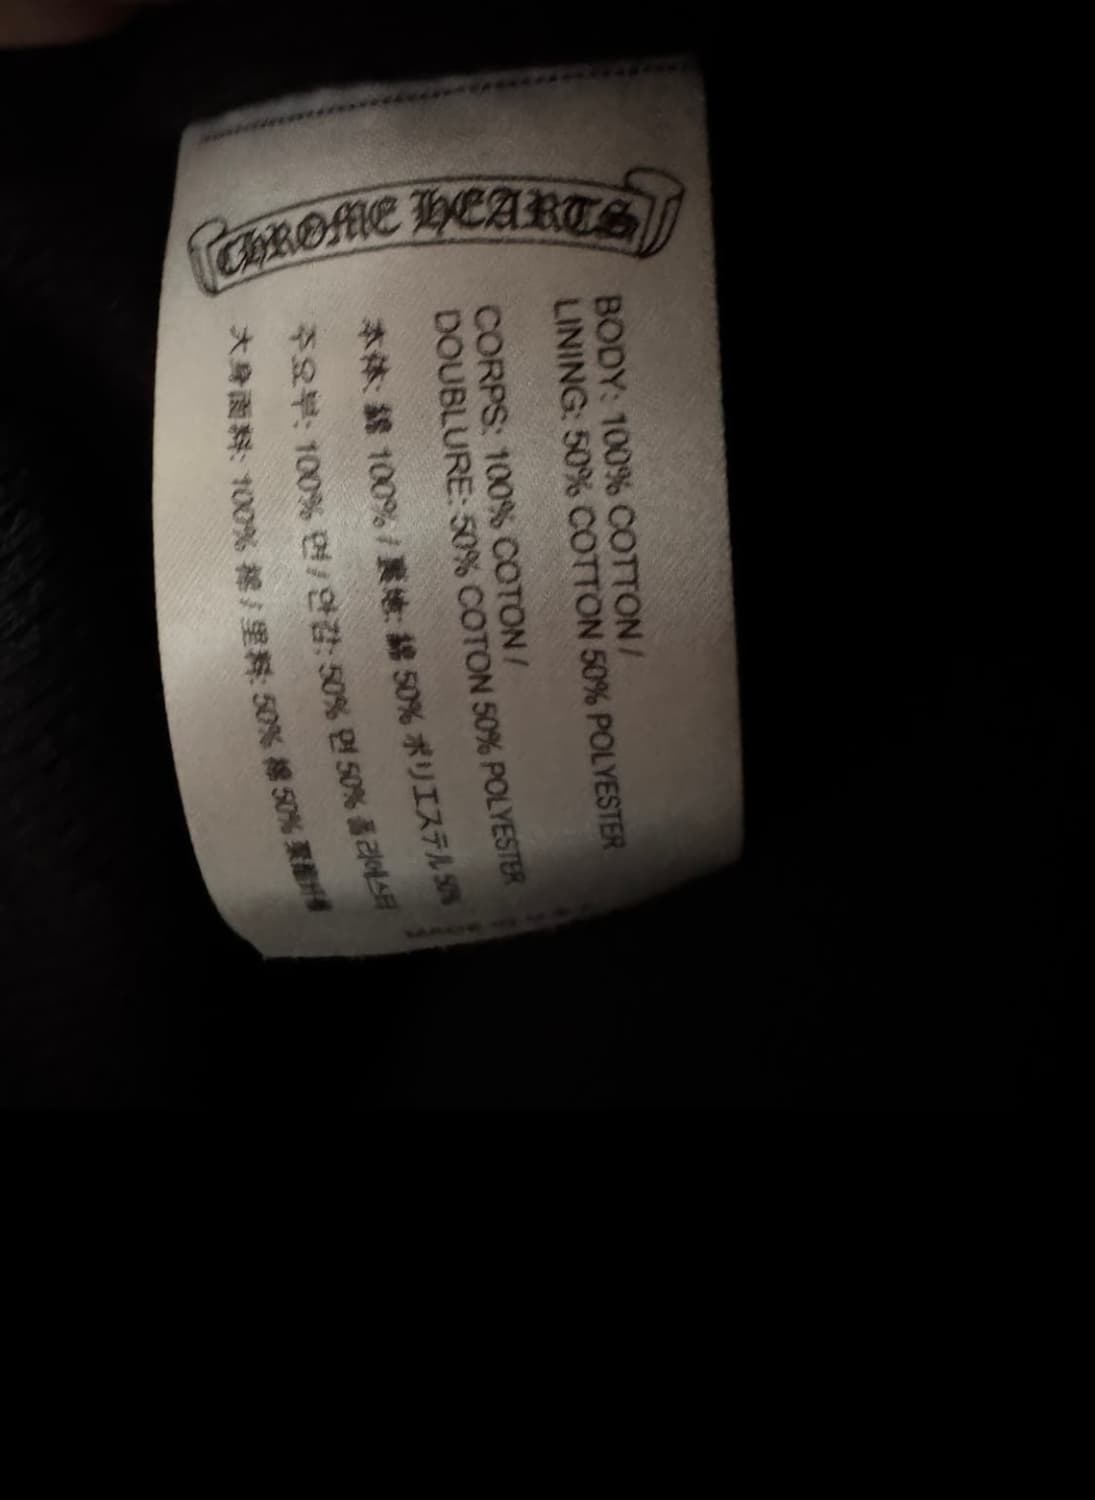 CHROME HEARTS
BODY: 100% COTTON /
LINING: 50% COTTON 50% POLYESTER
CORPS: 100% COTON /
DOUBLURE: 50% COTON 50% POLYESTER
本体: 綿 100% / 裏地: 綿 50% ポリエステル 50%
주요부: 100% 면 / 안감: 50% 면 50% 폴리에스터
大身面料: 100% 棉 / 里料: 50% 棉 50%
MADE IN